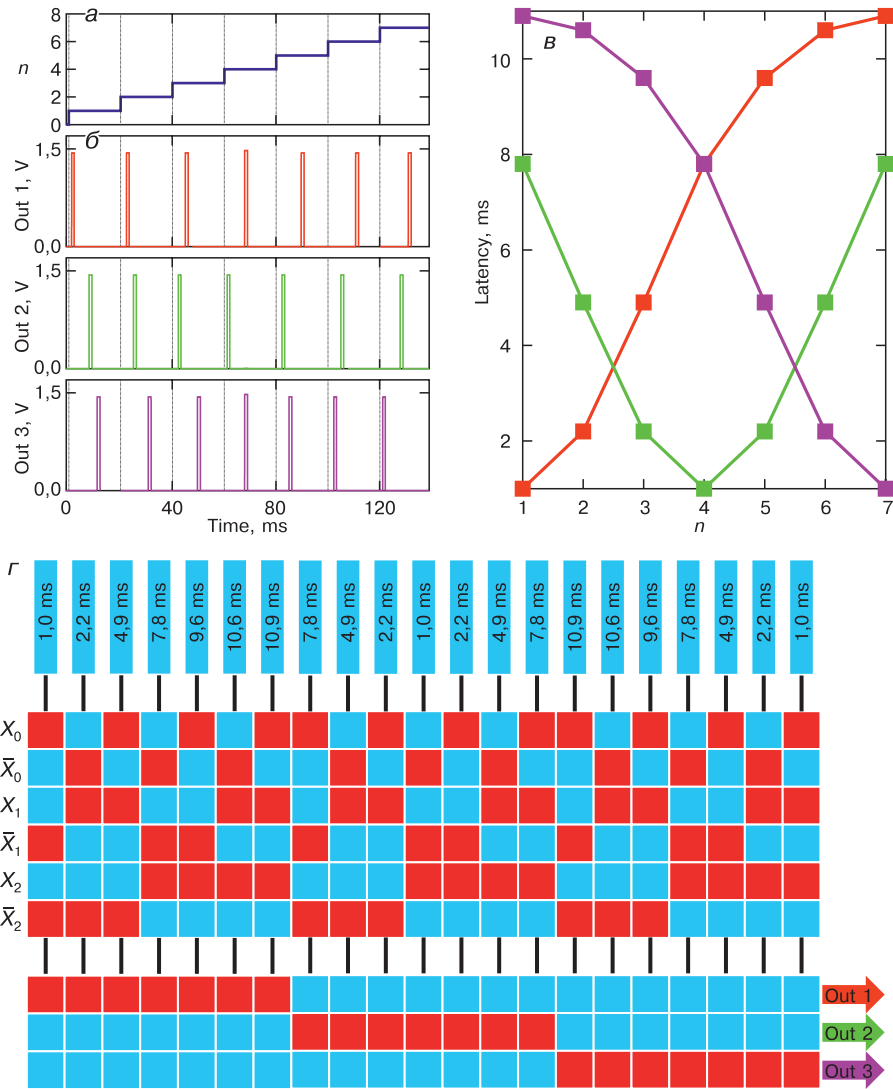 а
8
6
n
4
2
0
б
1,5
Out 1, V
0,0
1,5
Out 2, V
0,0
1,5
Out 3, V
0,0
0
40
80
120
Time, ms
в
10
8
6
4
2
Latency, ms
1
2
3
4
5
6
7
n
г
1,0 ms
2,2 ms
4,9 ms
7,8 ms
9,6 ms
10,6 ms
10,9 ms
7,8 ms
4,9 ms
2,2 ms
1,0 ms
2,2 ms
4,9 ms
7,8 ms
10,9 ms
10,6 ms
9,6 ms
7,8 ms
4,9 ms
2,2 ms
1,0 ms
X₀
X̄₀
X₁
X̄₁
X₂
X̄₂
Out 1
Out 2
Out 3